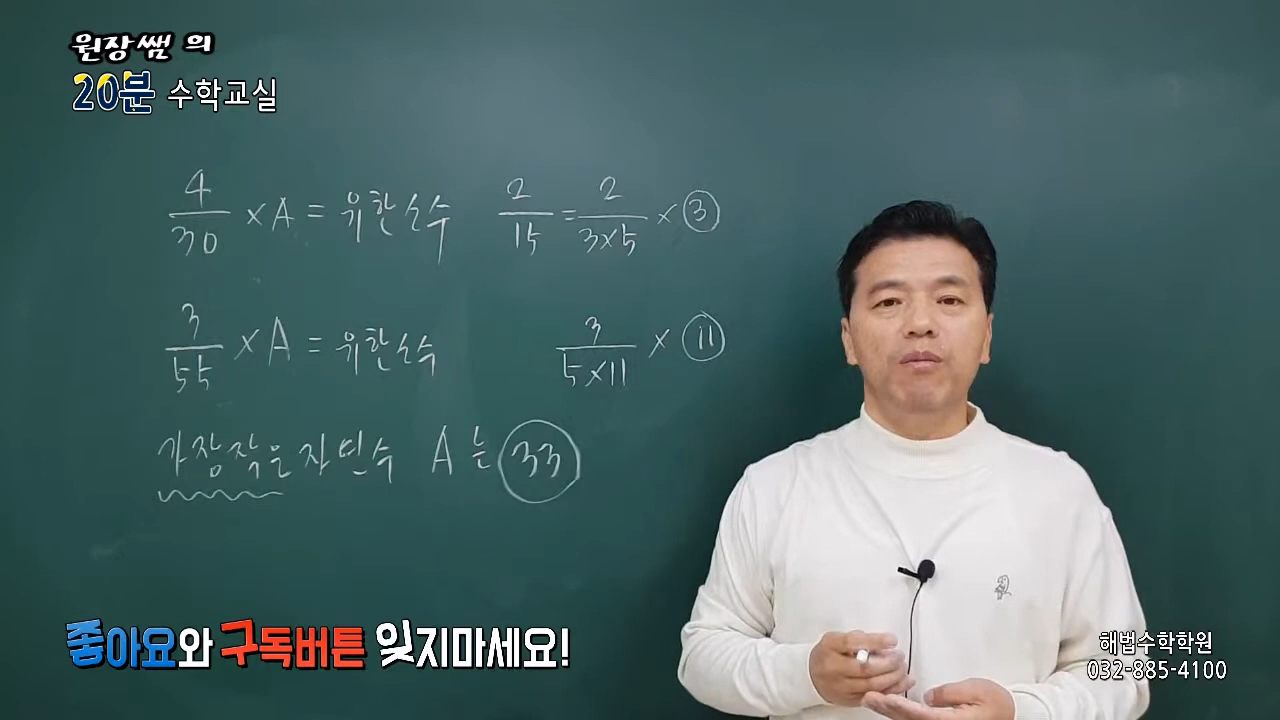 원장쌤 의
20분 수학교실
4/30 × A = 유한소수 2/15 = 2/3×5 × ③
3/55 × A = 유한소수 3/5×11 × ⑪
가장작은 자연수 A는 33
좋아요와 구독버튼 잊지마세요!
해법수학학원
032-885-4100